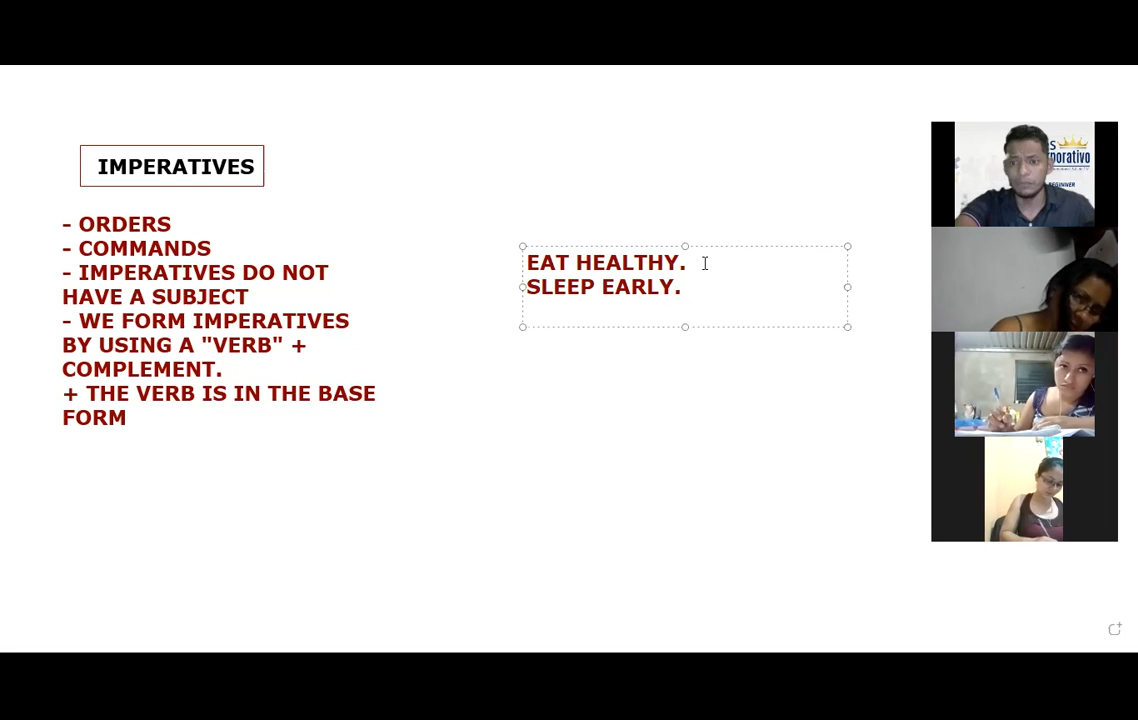 IMPERATIVES
- ORDERS
- COMMANDS
- IMPERATIVES DO NOT
HAVE A SUBJECT
- WE FORM IMPERATIVES
BY USING A "VERB" +
COMPLEMENT.
+ THE VERB IS IN THE BASE
FORM
EAT HEALTHY.
SLEEP EARLY.